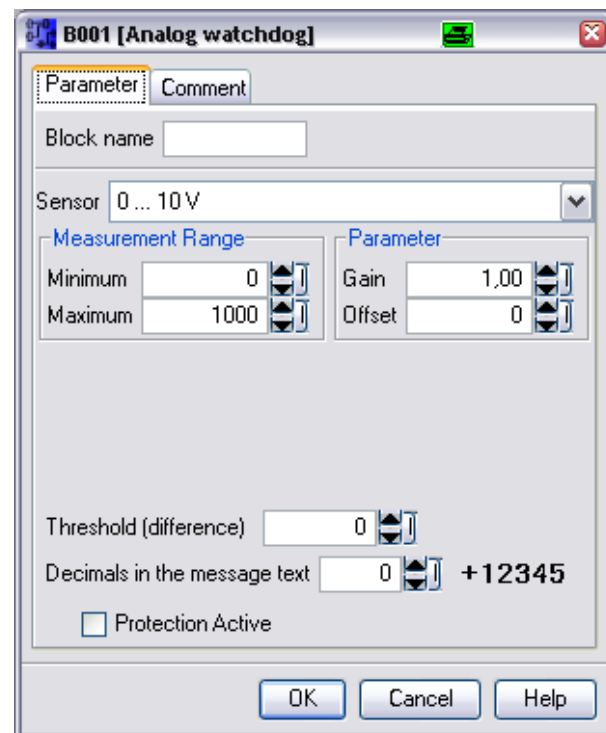 B001 [Analog watchdog]
Parameter Comment
Block name
Sensor 0 ... 10 V
Measurement Range Parameter
Minimum 0 Gain 1,00
Maximum 1000 Offset 0
Threshold (difference) 0
Decimals in the message text 0 +12345
Protection Active
OK Cancel Help